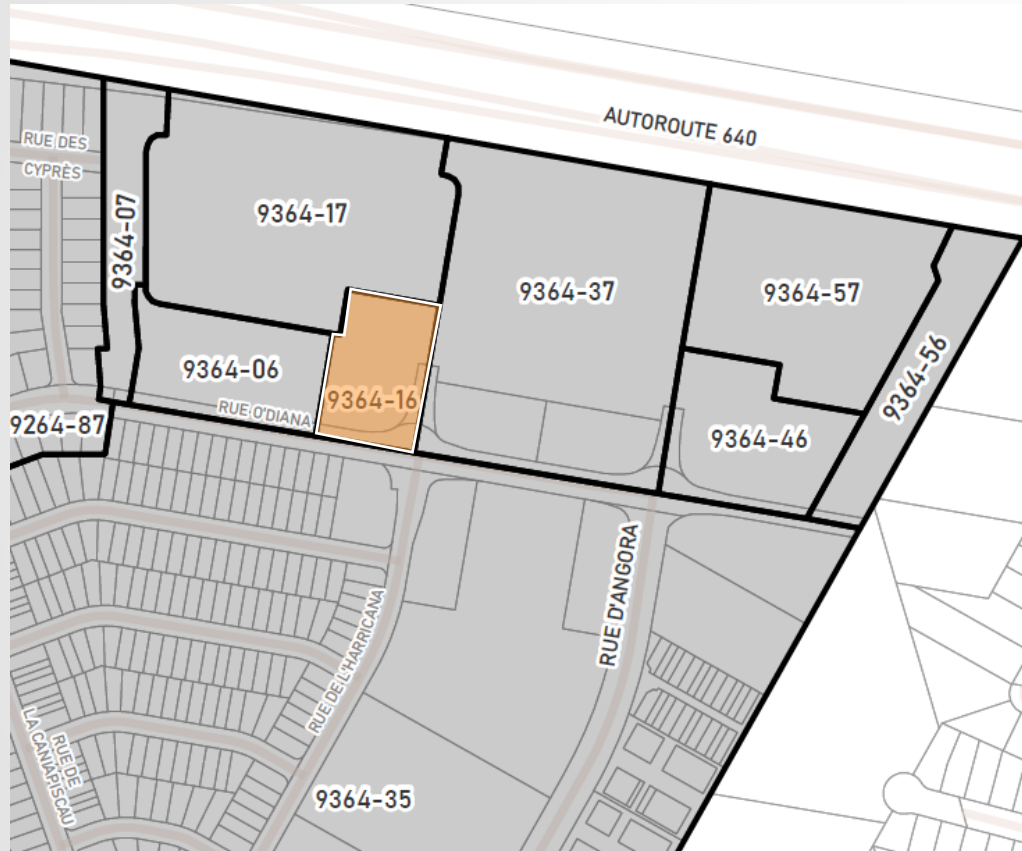 AUTOROUTE 640
RUE DES
CYPRÈS
9364-07
9364-17
9364-37
9364-57
9364-56
9364-06
9364-16
RUE O'DIANA
9264-87
9364-46
RUE D'ANGORA
RUE DE L'HARRICANA
RUE DE
LA CANIAPISCAU
9364-35